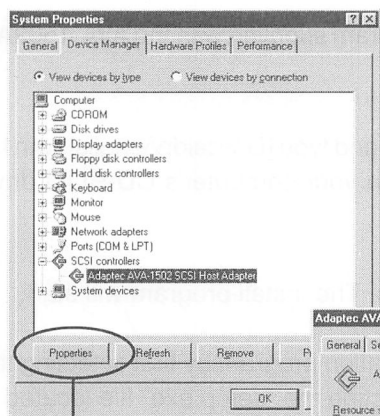 System Properties
General Device Manager Hardware Profiles Performance
View devices by type View devices by connection
Computer
CDROM
Disk drives
Display adapters
Floppy disk controllers
Hard disk controllers
Keyboard
Monitor
Mouse
Network adapters
Ports (COM & LPT)
SCSI controllers
Adaptec AVA-1502 SCSI Host Adapter
System devices
Properties Refresh Remove
OK
Adaptec AVA
General
Resource